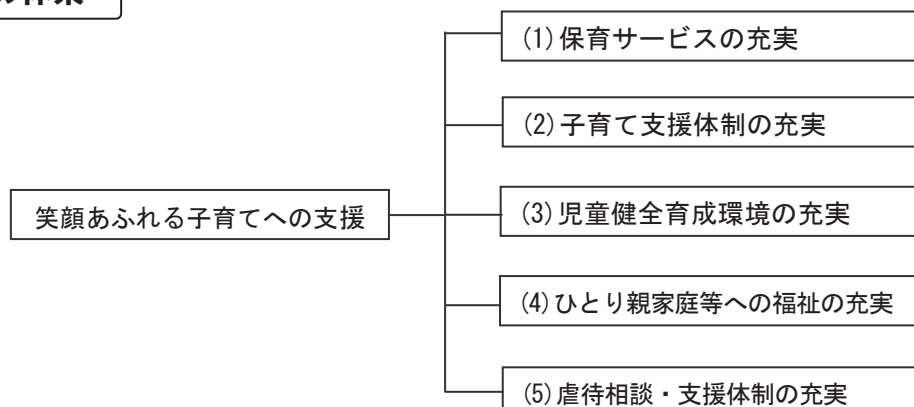 笑顔あふれる子育てへの支援
(1)保育サービスの充実
(2)子育て支援体制の充実
(3)児童健全育成環境の充実
(4)ひとり親家庭等への福祉の充実
(5)虐待相談・支援体制の充実